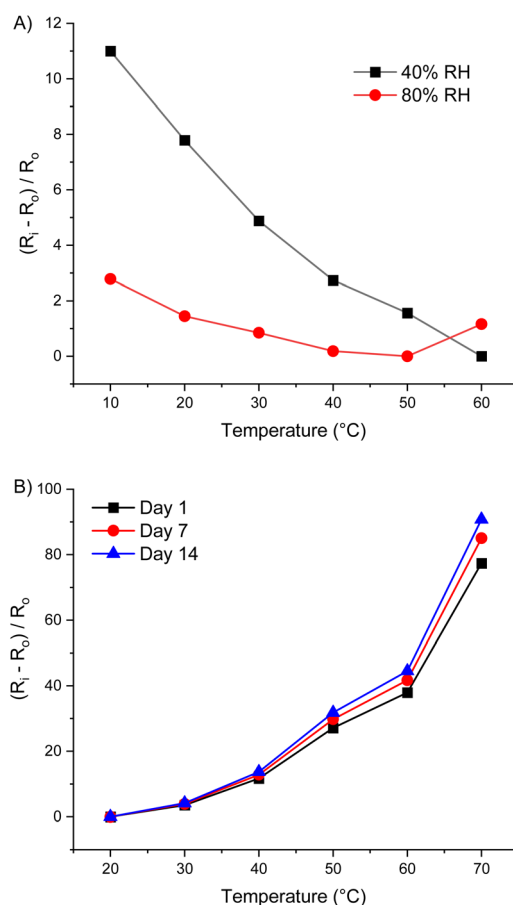 A)
12
10
8
6
4
2
0
(Rᵢ - Rₒ) / Rₒ
40% RH
80% RH
10 20 30 40 50 60
Temperature (°C)
B)
100
80
60
40
20
0
(Rᵢ - Rₒ) / Rₒ
Day 1
Day 7
Day 14
20 30 40 50 60 70
Temperature (°C)